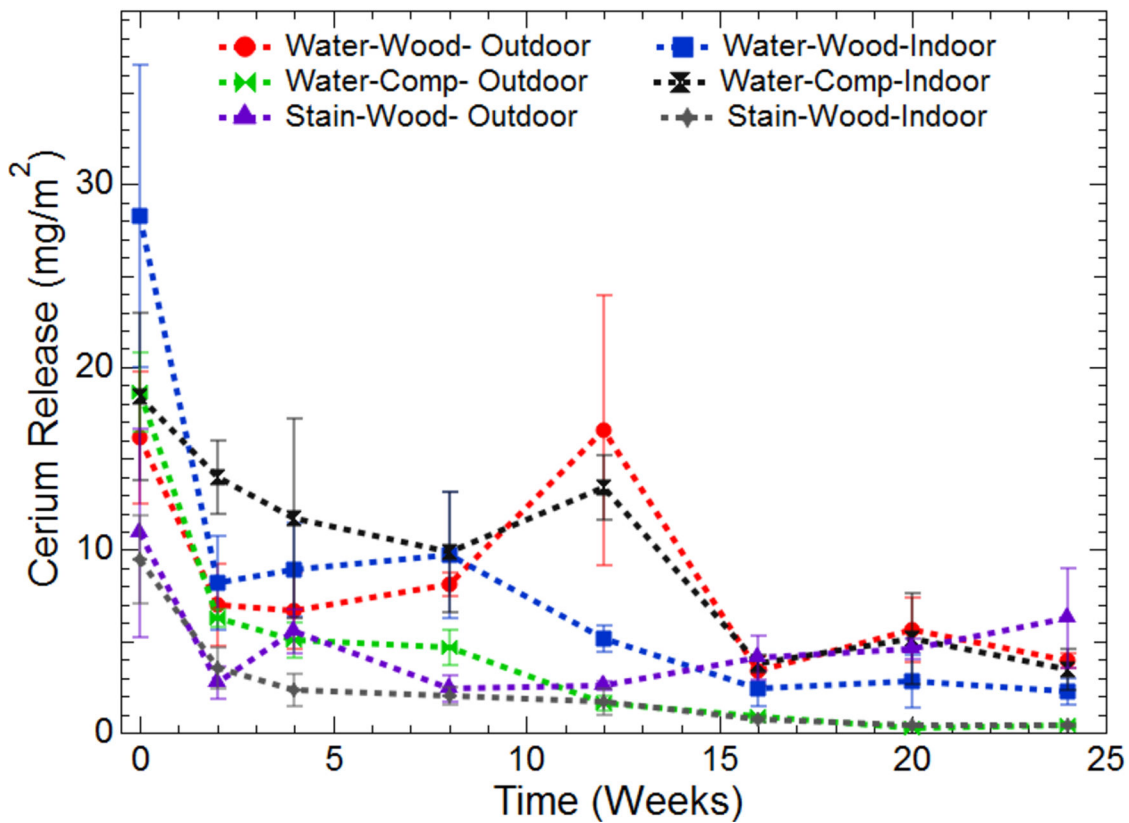 Water-Wood- Outdoor Water-Wood-Indoor
Water-Comp- Outdoor Water-Comp-Indoor
Stain-Wood- Outdoor Stain-Wood-Indoor
Cerium Release (mg/m²)
30
20
10
0
0 5 10 15 20 25
Time (Weeks)